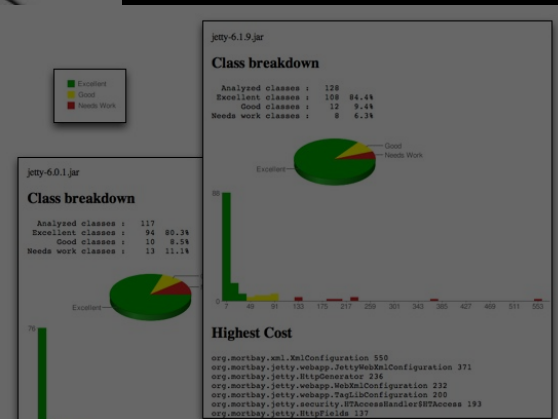 Excellent
Good
Needs Work
jetty-6.0.1.jar
Class breakdown
Analyzed classes : 117
Excellent classes : 94 80.3%
Good classes : 10 8.5%
Needs work classes : 13 11.1%
Excellent
76
jetty-6.1.9.jar
Class breakdown
Analyzed classes : 128
Excellent classes : 108 84.4%
Good classes : 12 9.4%
Needs work classes : 8 6.3%
Good
Needs Work
Excellent
0 7 49 91 133 175 217 259 301 343 385 427 469 511 553
Highest Cost
org.mortbay.xml.XmlConfiguration 550
org.mortbay.jetty.webapp.JettyWebXmlConfiguration 371
org.mortbay.jetty.HttpGenerator 236
org.mortbay.jetty.webapp.WebXmlConfiguration 232
org.mortbay.jetty.webapp.TagLibConfiguration 200
org.mortbay.jetty.security.HTAccessHandler$HTAccess 193
org.mortbay.jetty.HttpFields 137